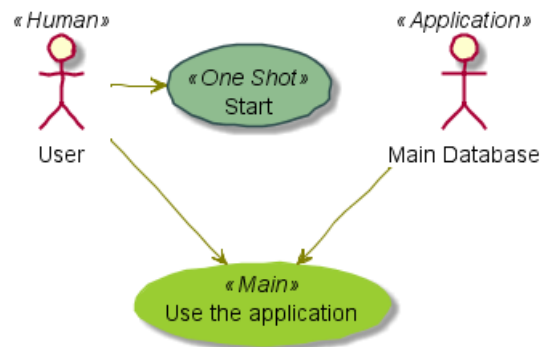 «Human»
User
«One Shot»
Start
«Application»
Main Database
«Main»
Use the application